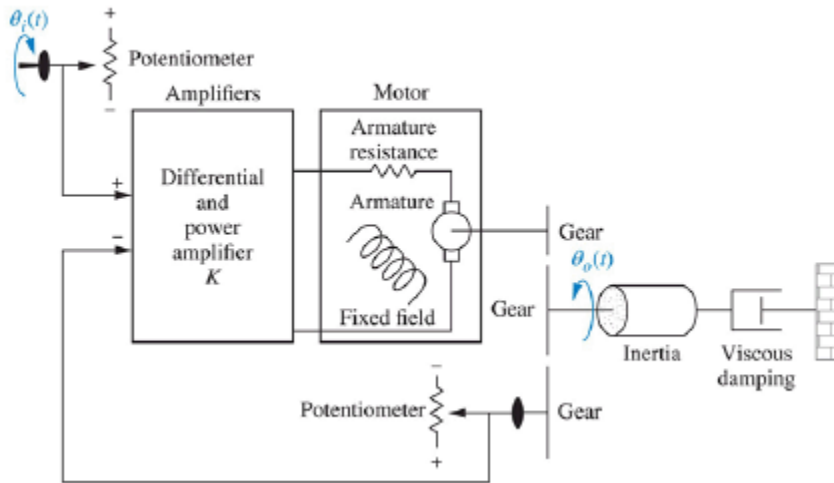 θi(t)
+
Potentiometer
−
Amplifiers
Motor
Armature
resistance
+
Differential
and
power
amplifier
K
−
Armature
Fixed field
Gear
θo(t)
Gear
Inertia
Viscous
damping
−
Potentiometer
+
Gear